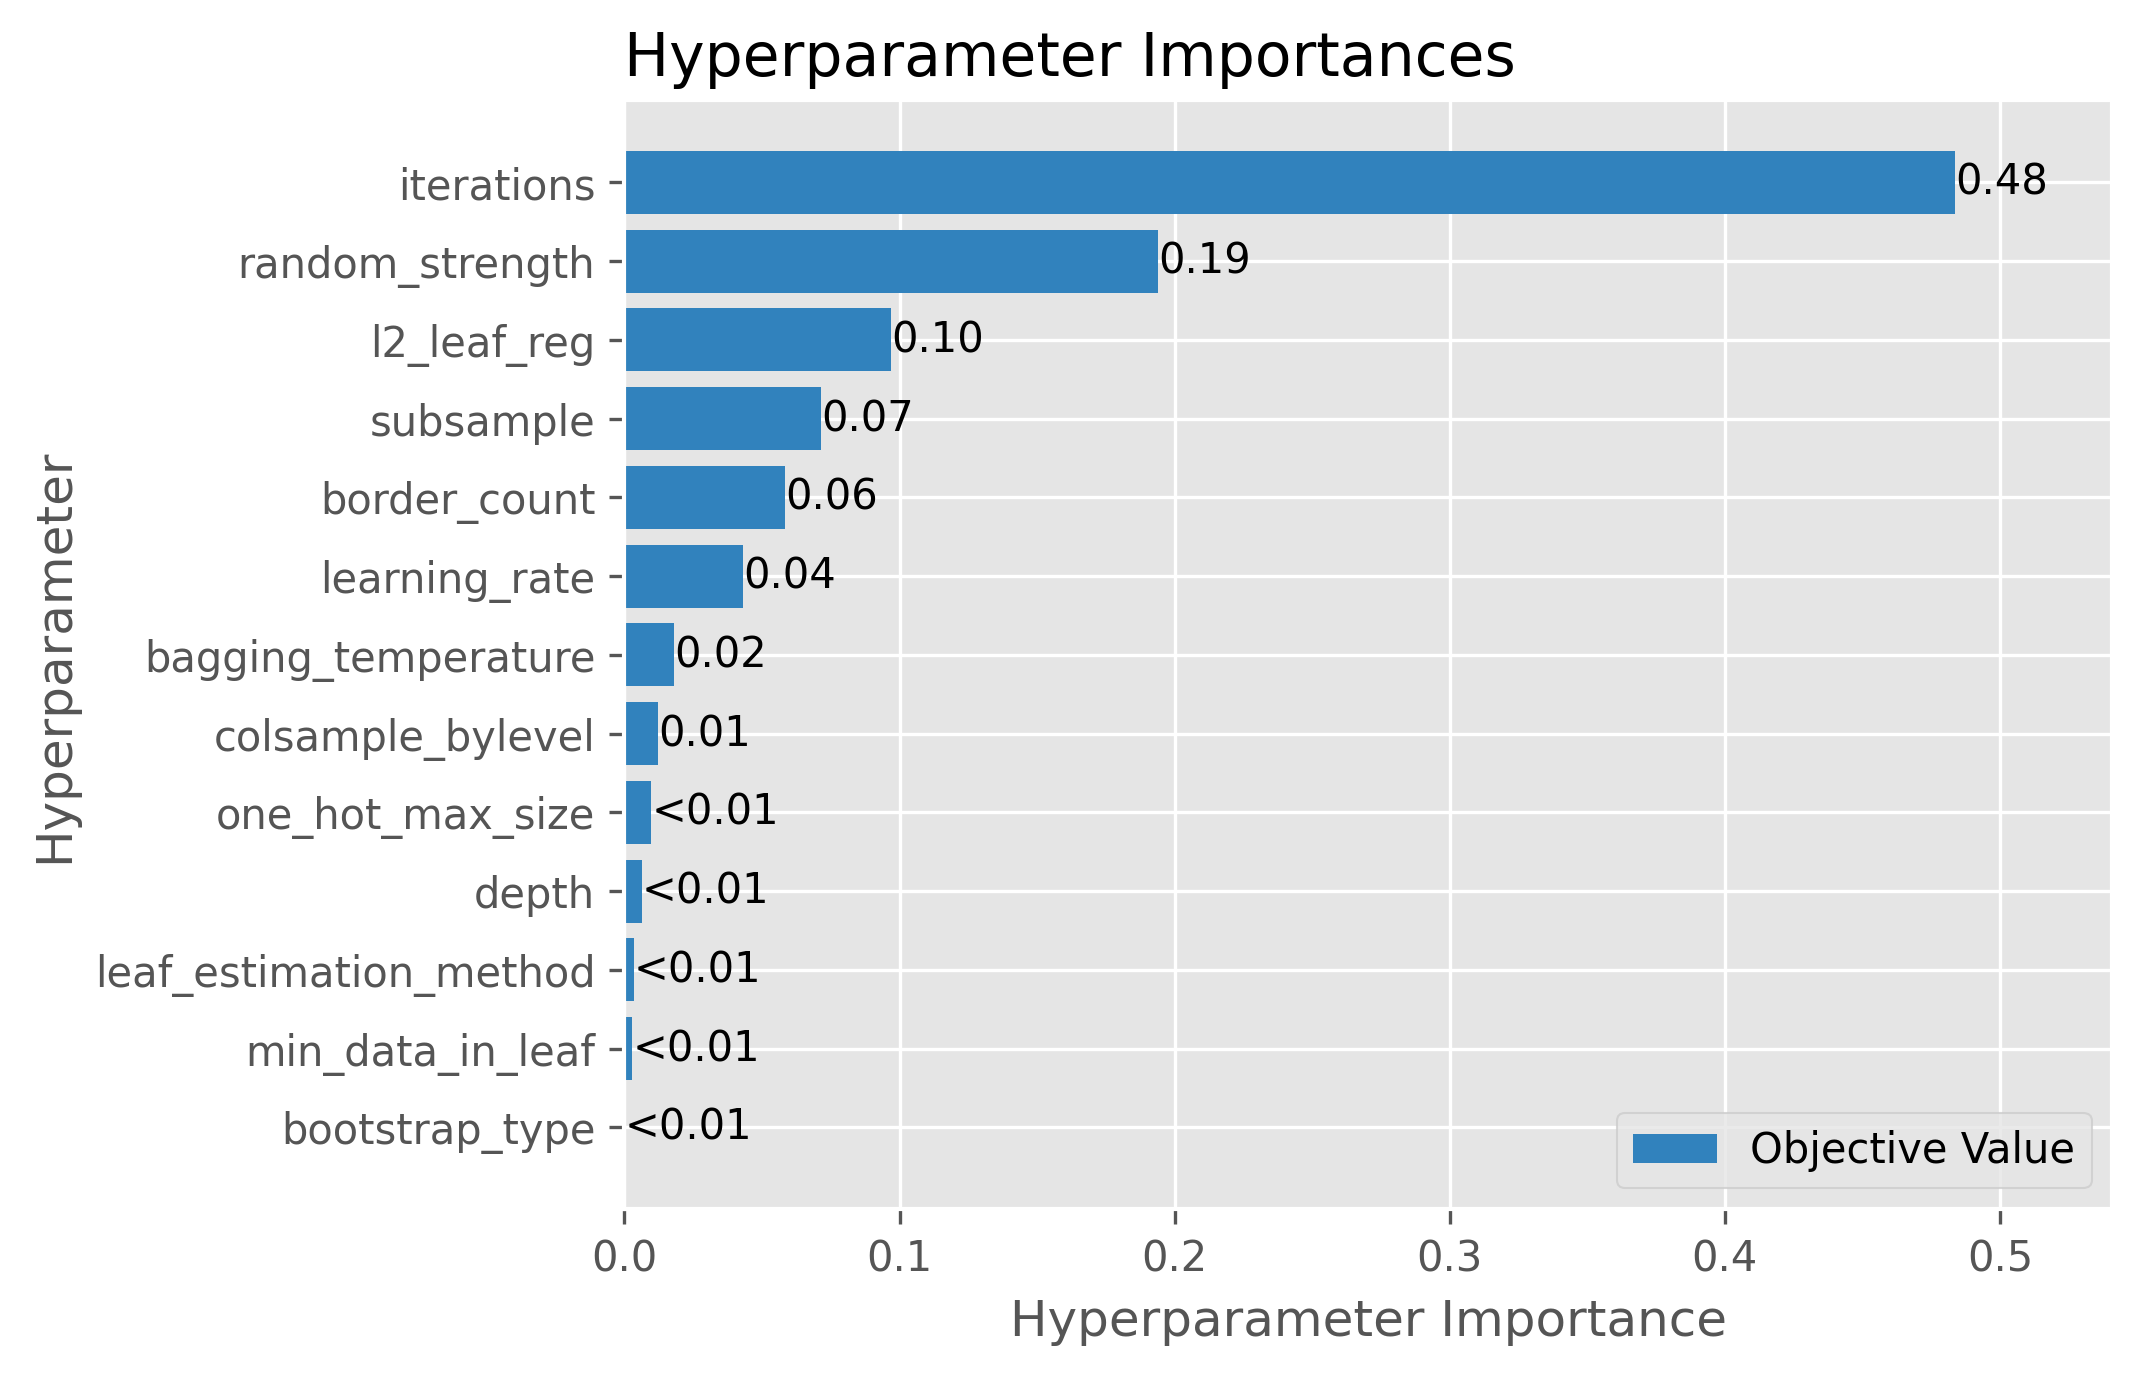 Hyperparameter Importances
Hyperparameter
iterations 0.48
random_strength 0.19
l2_leaf_reg 0.10
subsample 0.07
border_count 0.06
learning_rate 0.04
bagging_temperature 0.02
colsample_bylevel 0.01
one_hot_max_size <0.01
depth <0.01
leaf_estimation_method <0.01
min_data_in_leaf <0.01
bootstrap_type <0.01
Objective Value
0.0 0.1 0.2 0.3 0.4 0.5
Hyperparameter Importance